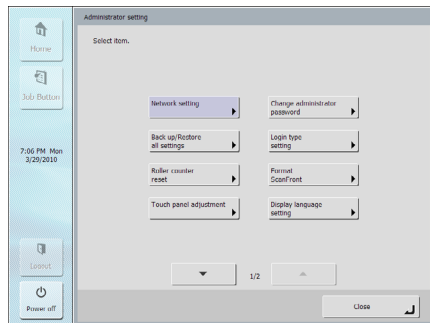 Administrator setting
Home
Select item.
Job Button
Network setting
Change administrator
password
Back up/Restore
all settings
Login type
setting
7:06 PM Mon
3/29/2010
Roller counter
reset
Format
ScanFront
Touch panel adjustment
Display language
setting
Logout
1/2
Power off
Close